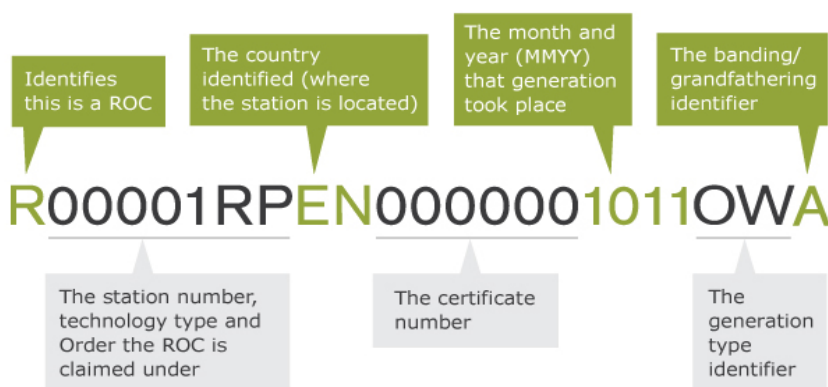 Identifies
this is a ROC
The country
identified (where
the station is located)
The month and
year (MMYY)
that generation
took place
The banding/
grandfathering
identifier
R00001RPEN0000001011OWA
The station number,
technology type and
Order the ROC is
claimed under
The certificate
number
The
generation
type
identifier